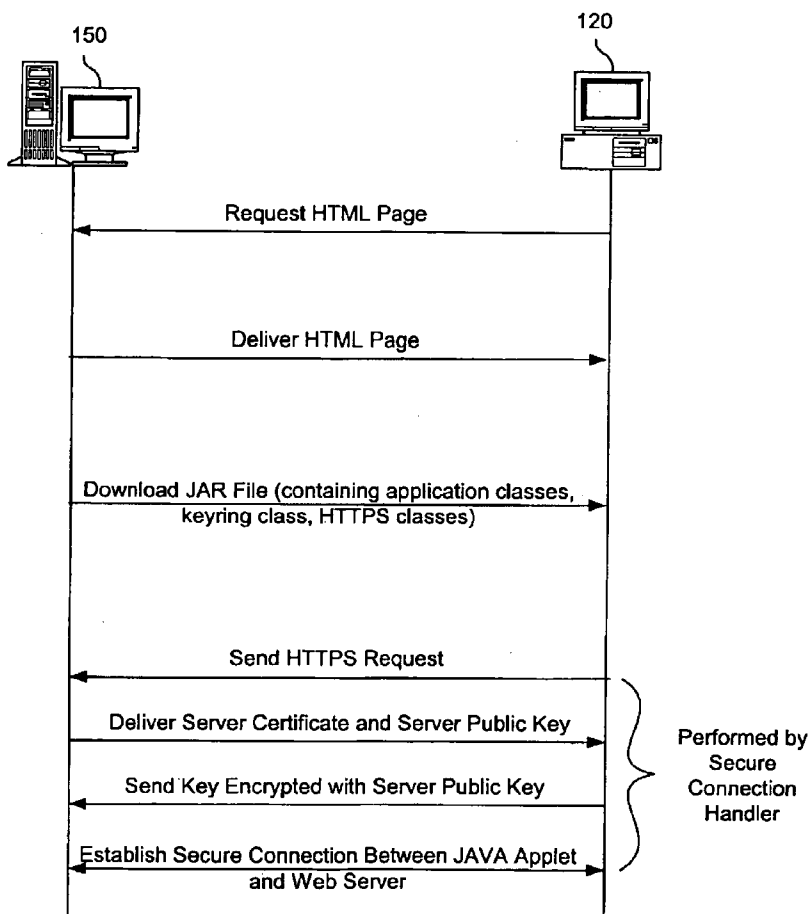 150
120
Request HTML Page
Deliver HTML Page
Download JAR File (containing application classes,
keyring class, HTTPS classes)
Send HTTPS Request
Deliver Server Certificate and Server Public Key
Send Key Encrypted with Server Public Key
Establish Secure Connection Between JAVA Applet
and Web Server
Performed by
Secure
Connection
Handler